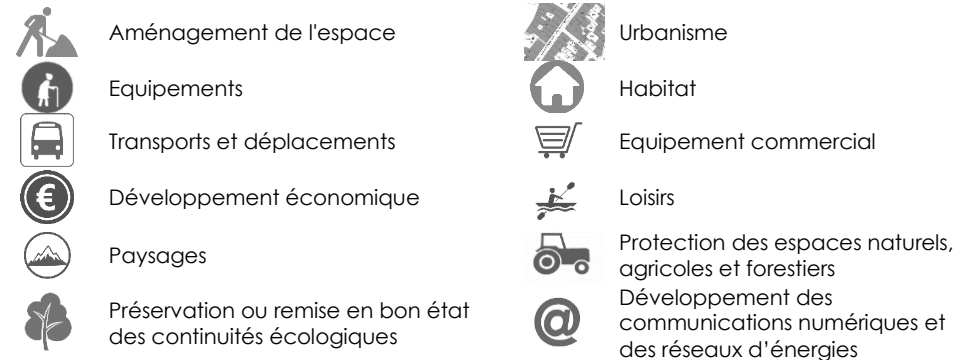 Aménagement de l'espace
Urbanisme
Equipements
Habitat
Transports et déplacements
Equipement commercial
Développement économique
Loisirs
Paysages
Protection des espaces naturels,
agricoles et forestiers
Préservation ou remise en bon état
des continuités écologiques
Développement des
communications numériques et
des réseaux d’énergies